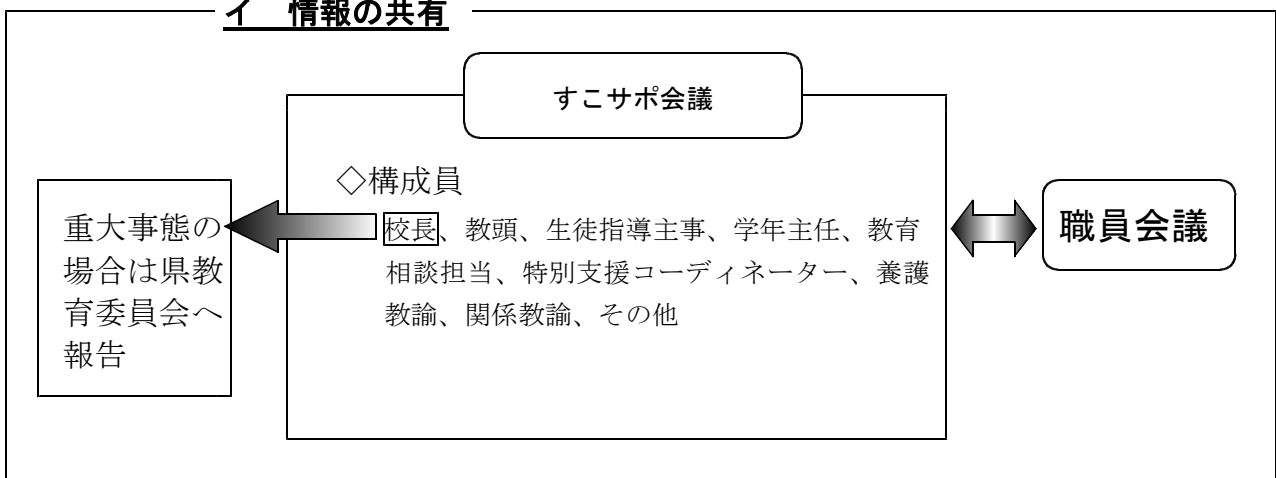 イ　情報の共有
すこサポ会議
◇構成員
校長、教頭、生徒指導主事、学年主任、教育
相談担当、特別支援コーディネーター、養護
教諭、関係教諭、その他
重大事態の
場合は県教
育委員会へ
報告
職員会議